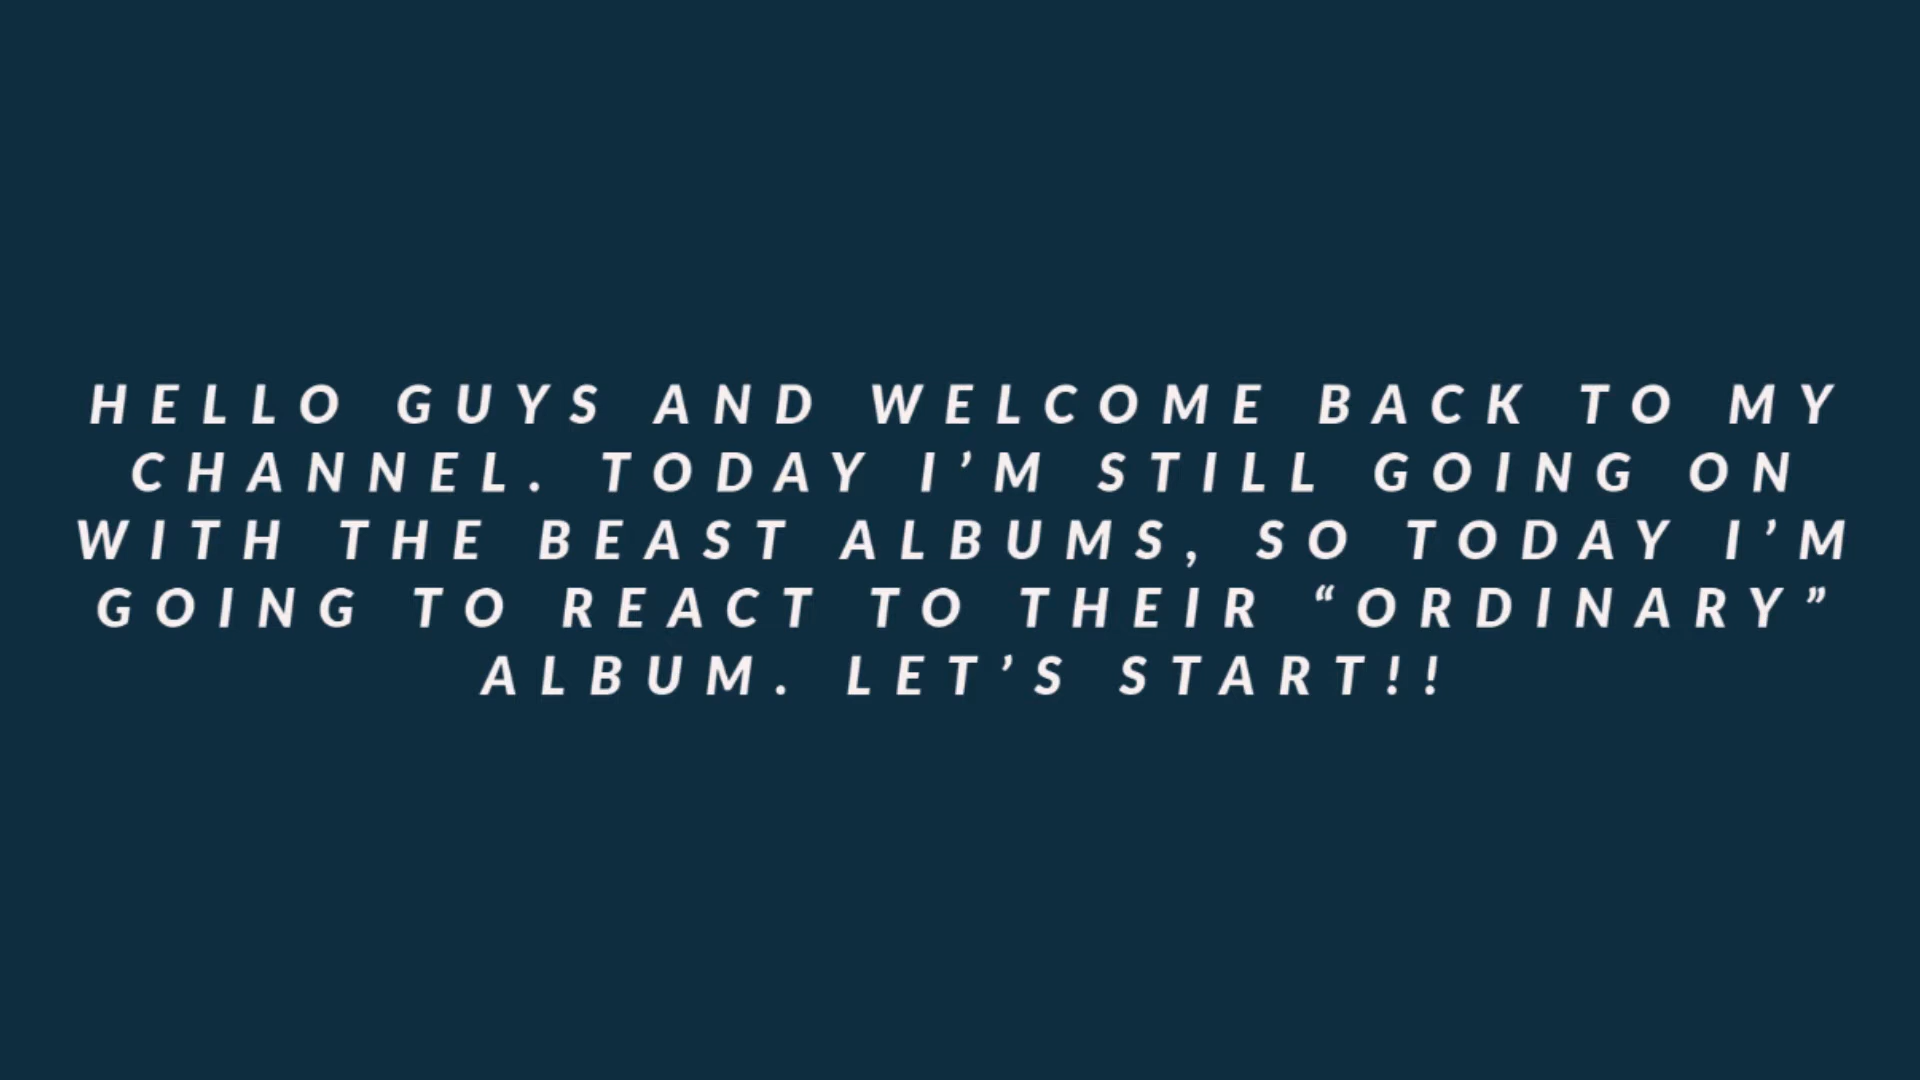 HELLO GUYS AND WELCOME BACK TO MY
CHANNEL. TODAY I’M STILL GOING ON
WITH THE BEAST ALBUMS, SO TODAY I’M
GOING TO REACT TO THEIR “ORDINARY”
ALBUM. LET’S START!!